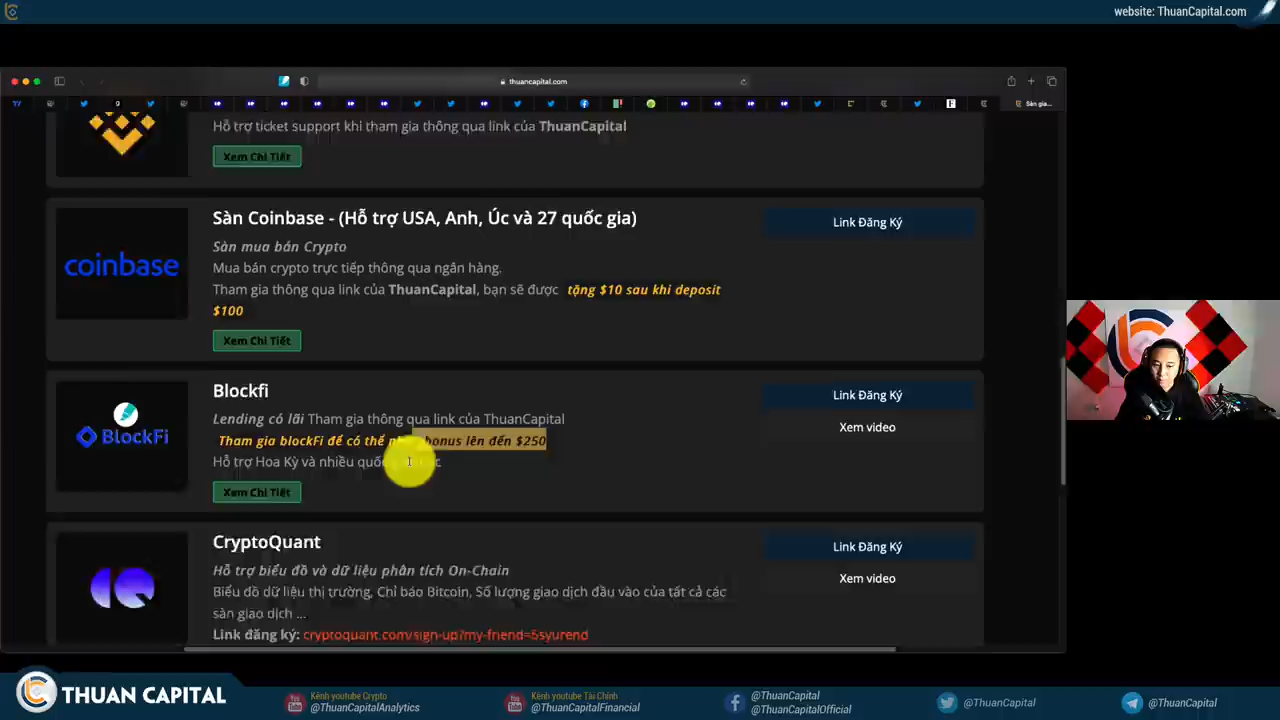 website: ThuanCapital.com
thuancapital.com
Sàn gia...
Hỗ trợ ticket support khi tham gia thông qua link của ThuanCapital
Xem Chi Tiết
coinbase
Sàn Coinbase - (Hỗ trợ USA, Anh, Úc và 27 quốc gia)
Link Đăng Ký
Sàn mua bán Crypto
Mua bán crypto trực tiếp thông qua ngân hàng.
Tham gia thông qua link của ThuanCapital, bạn sẽ được tặng $10 sau khi deposit
$100
Xem Chi Tiết
BlockFi
Blockfi
Link Đăng Ký
Lending có lãi Tham gia thông qua link của ThuanCapital
Xem video
Tham gia blockFi để có thể bonus lên đến $250
Hỗ trợ Hoa Kỳ và nhiều
Xem Chi Tiết
CryptoQuant
Link Đăng Ký
Hỗ trợ biểu đồ và dữ liệu phân tích On-Chain
Xem video
Biểu đồ dữ liệu thị trường, Chỉ báo Bitcoin, Số lượng giao dịch đầu vào của tất cả các
sàn giao dịch ...
Link đăng ký: cryptoquant.com/sign-up?my-friend=5syurend
THUAN CAPITAL
Kênh youtube Crypto
@ThuanCapitalAnalytics
Kênh youtube Tài Chính
@ThuanCapitalFinancial
@ThuanCapital
@ThuanCapitalOfficial
@ThuanCapital
@ThuanCapital